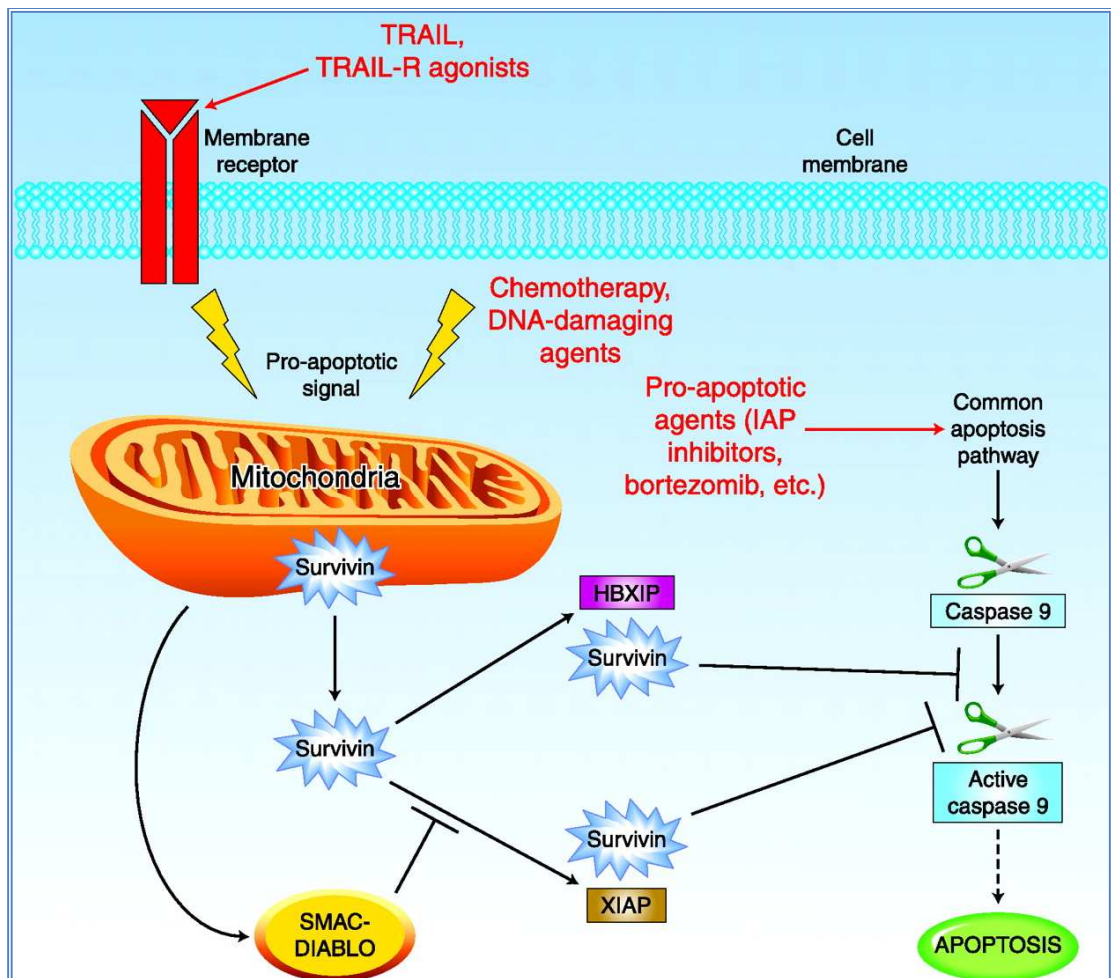 TRAIL,
TRAIL-R agonists
Membrane
receptor
Cell
membrane
Chemotherapy,
DNA-damaging
agents
Pro-apoptotic
signal
Pro-apoptotic
agents (IAP
inhibitors,
bortezomib, etc.)
Common
apoptosis
pathway
Mitochondria
Survivin
HBXIP
Caspase 9
Survivin
Survivin
Active
caspase 9
Survivin
XIAP
SMAC-
DIABLO
APOPTOSIS